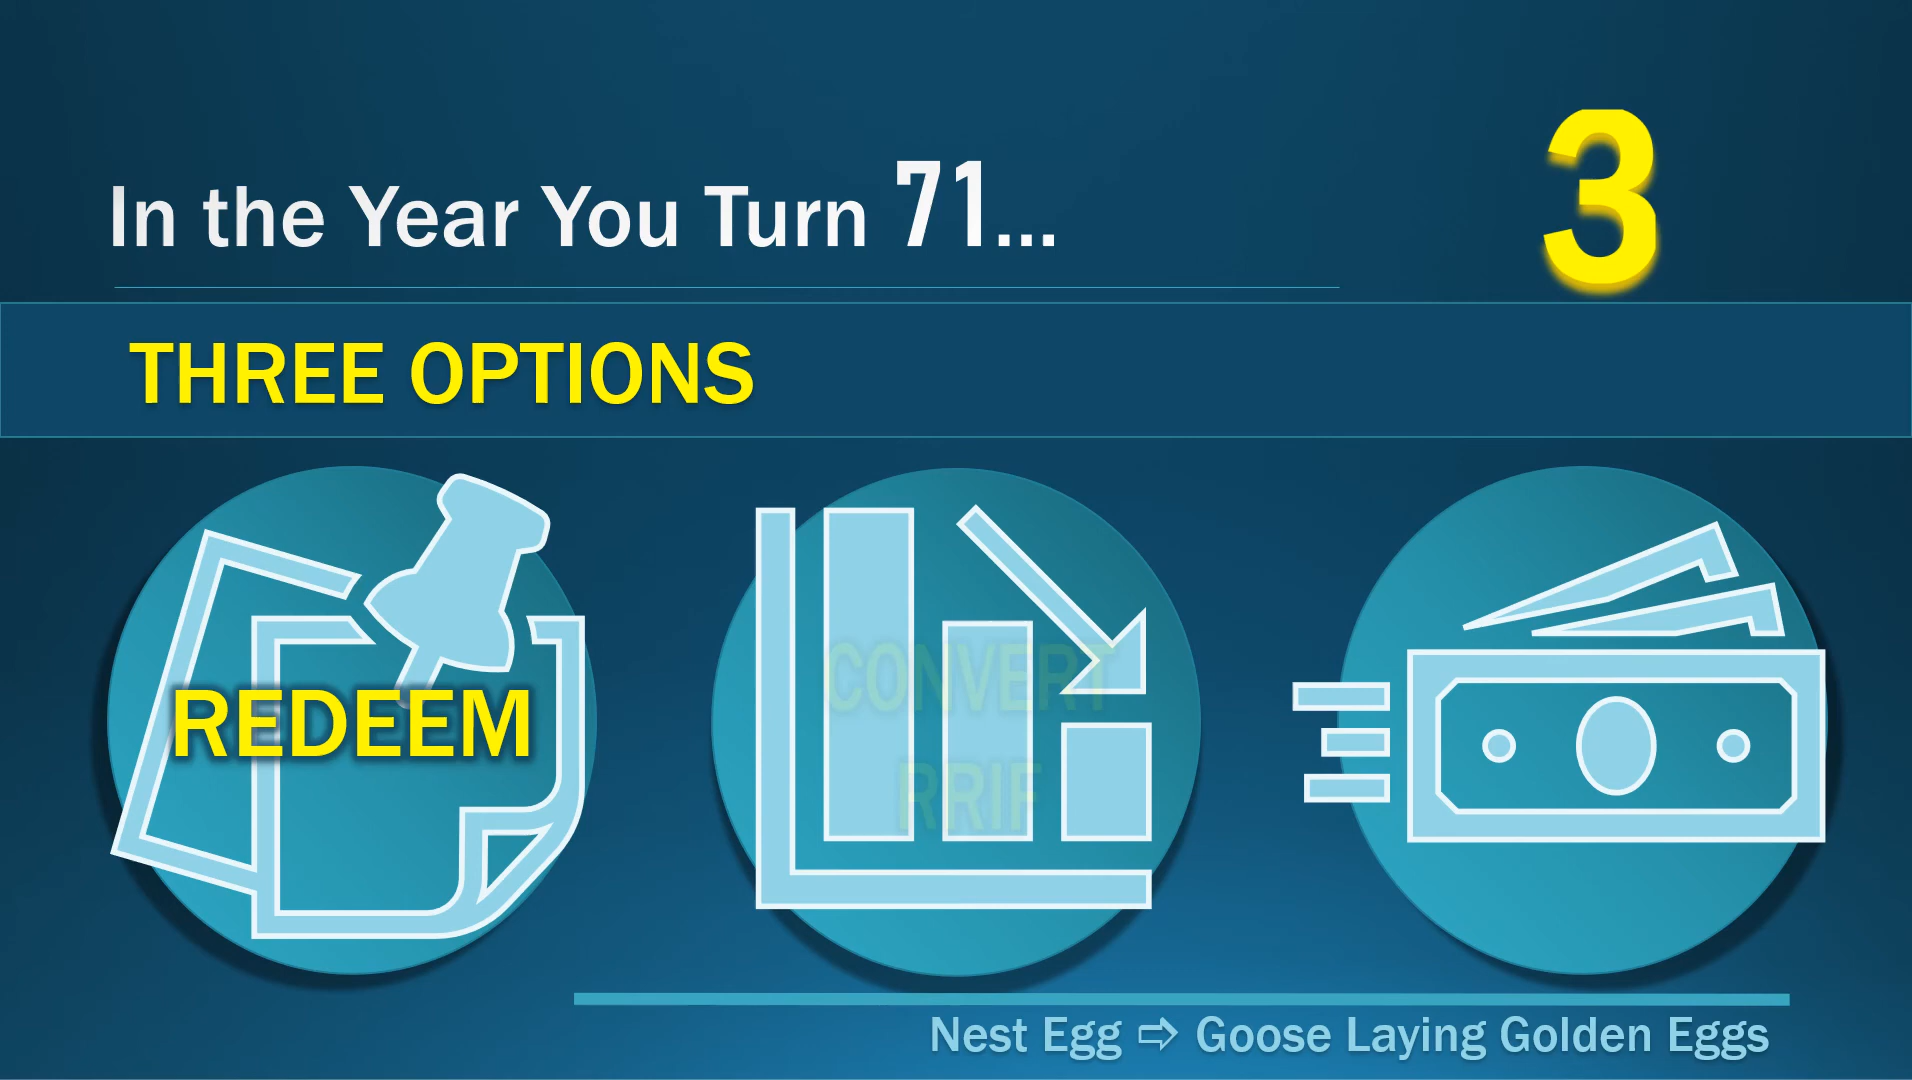 In the Year You Turn 71...
3
THREE OPTIONS
REDEEM
CONVERT
RRIF
Nest Egg ⇨ Goose Laying Golden Eggs